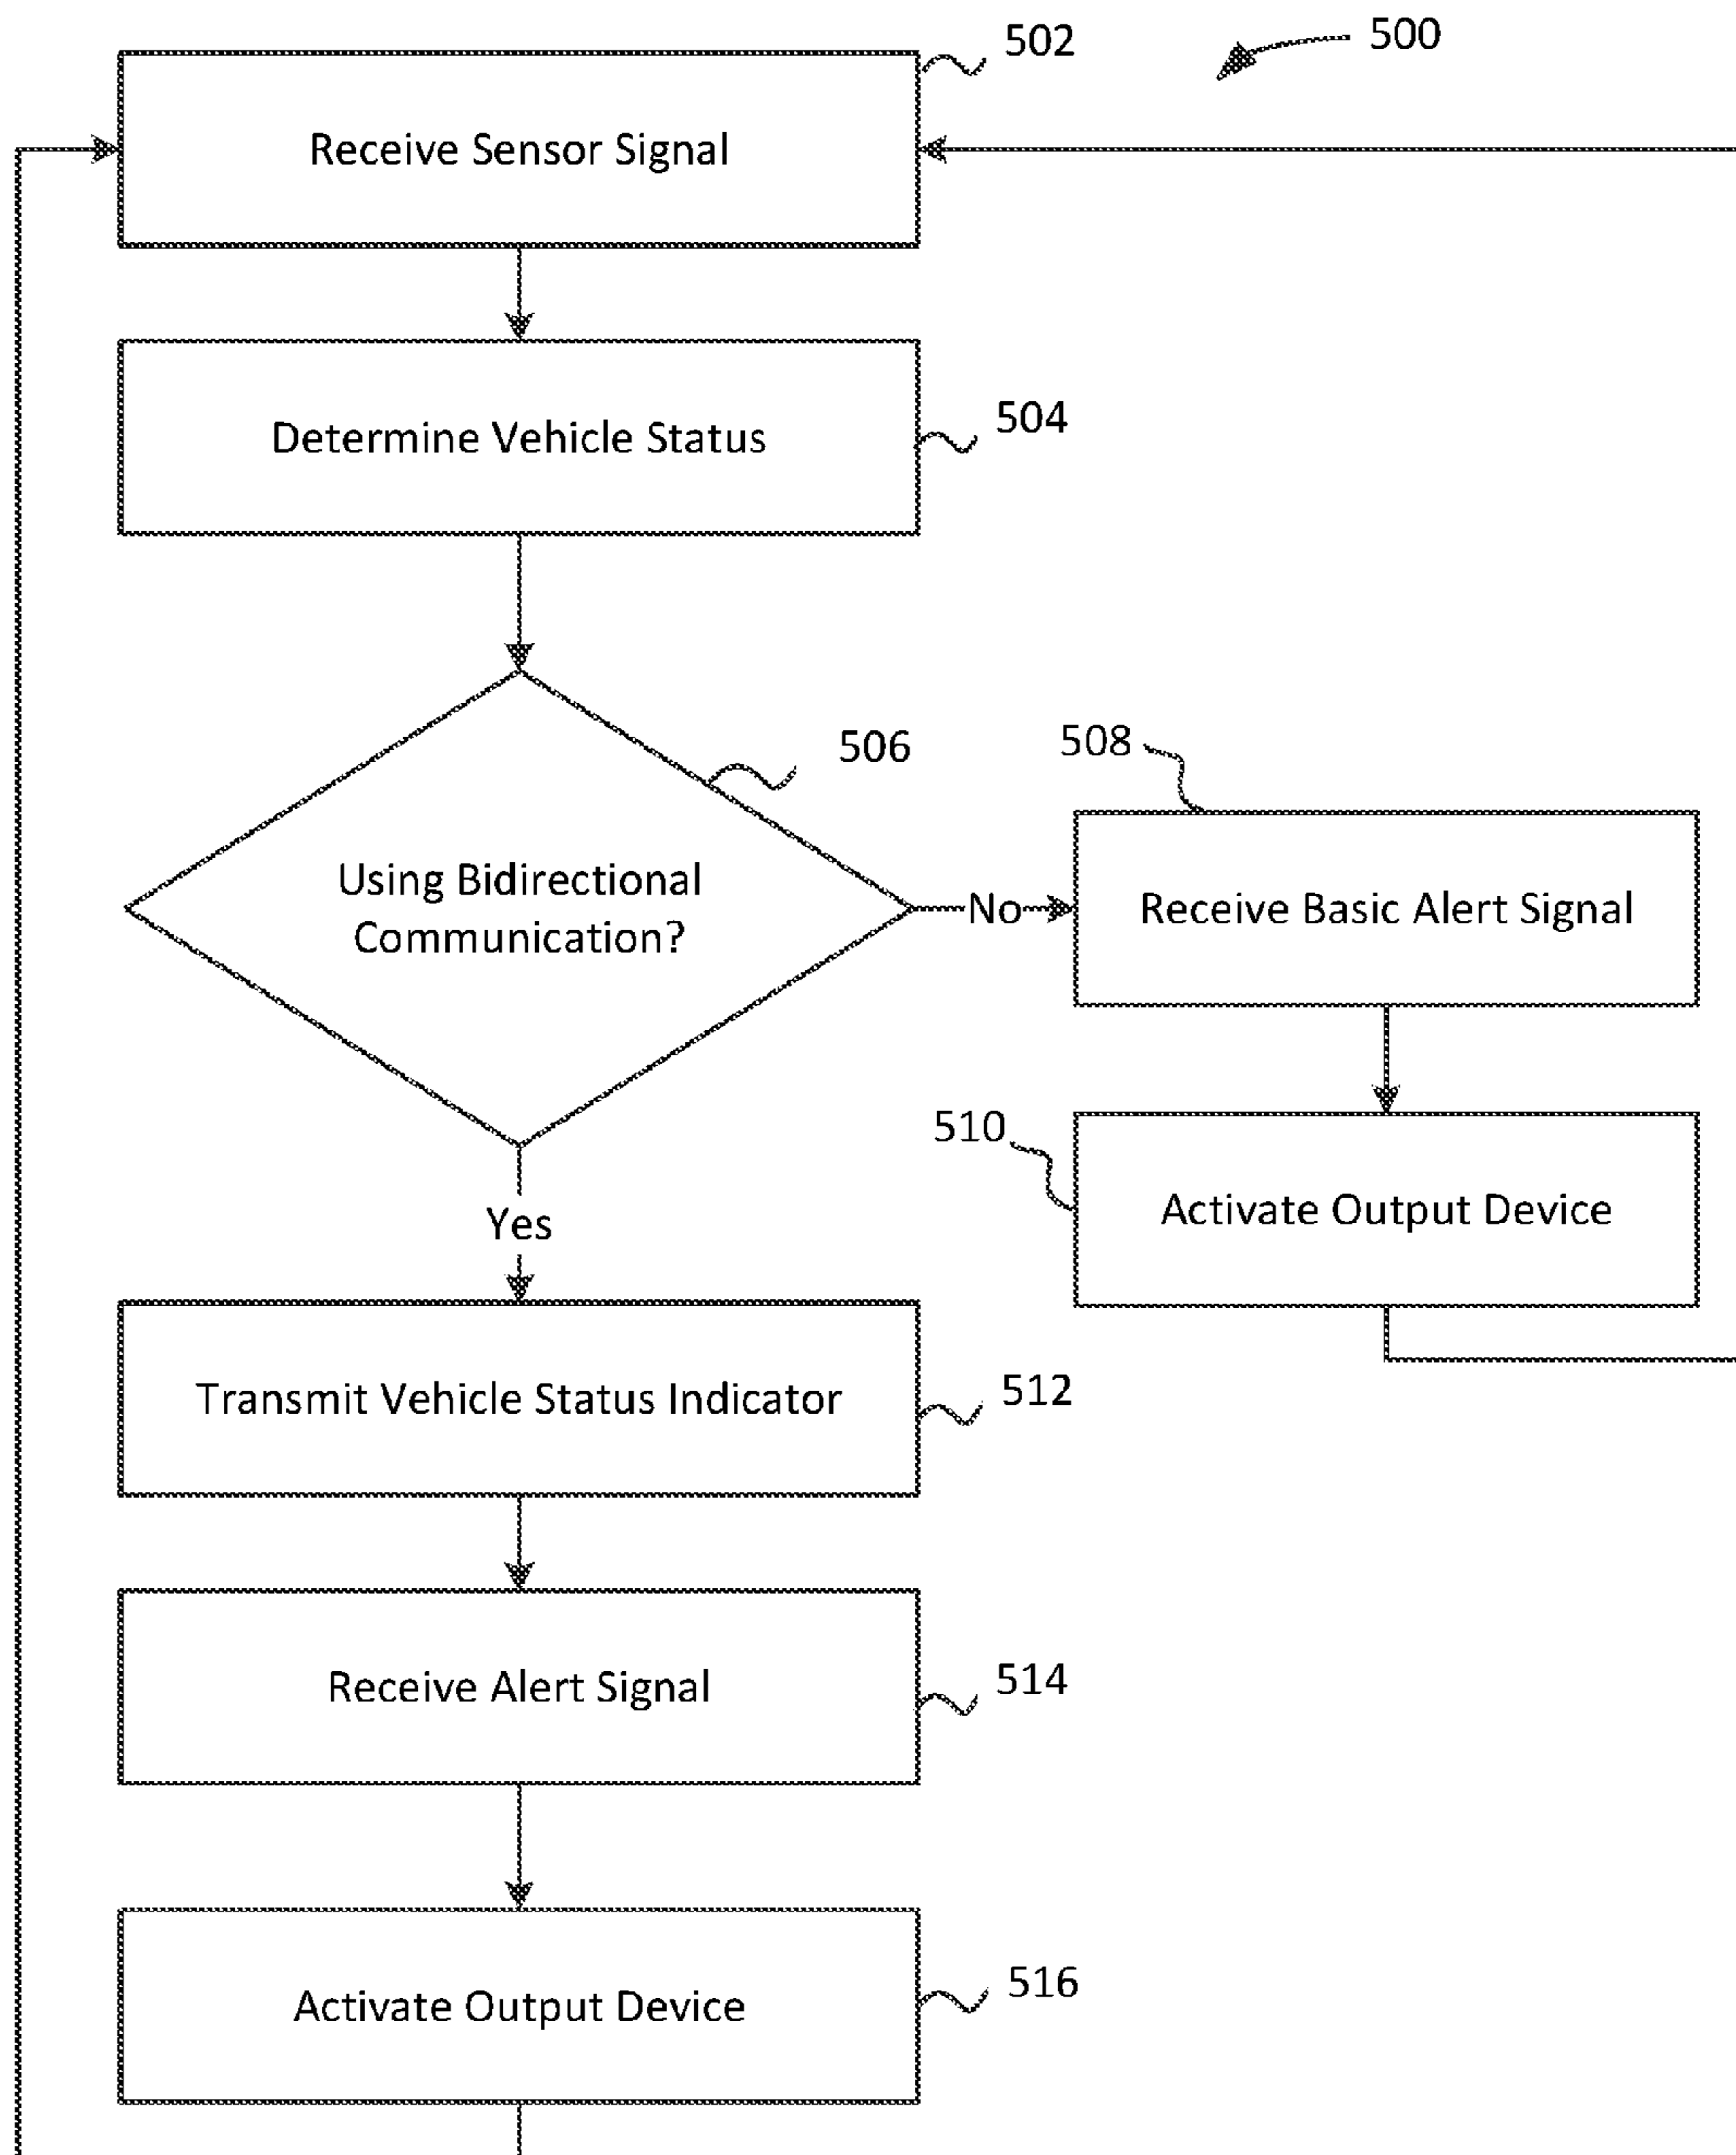 502
500
Receive Sensor Signal
Determine Vehicle Status
504
506
508
Using Bidirectional
Communication?
No
Receive Basic Alert Signal
510
Activate Output Device
Yes
Transmit Vehicle Status Indicator
512
Receive Alert Signal
514
Activate Output Device
516